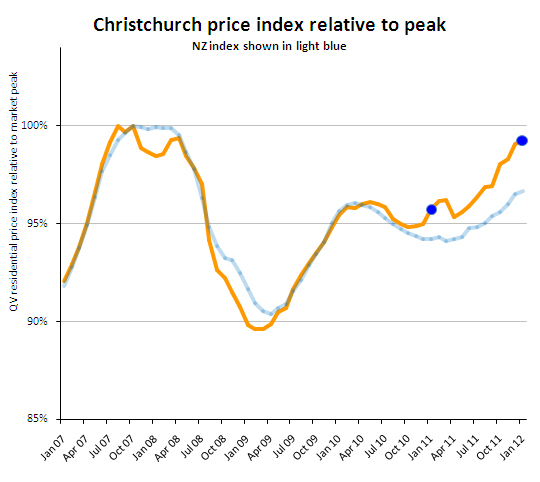 Christchurch price index relative to peak
NZ index shown in light blue
QV residential price index relative to market peak
100%
95%
90%
85%
Jan 07
Apr 07
Jul 07
Oct 07
Jan 08
Apr 08
Jul 08
Oct 08
Jan 09
Apr 09
Jul 09
Oct 09
Jan 10
Apr 10
Jul 10
Oct 10
Jan 11
Apr 11
Jul 11
Oct 11
Jan 12